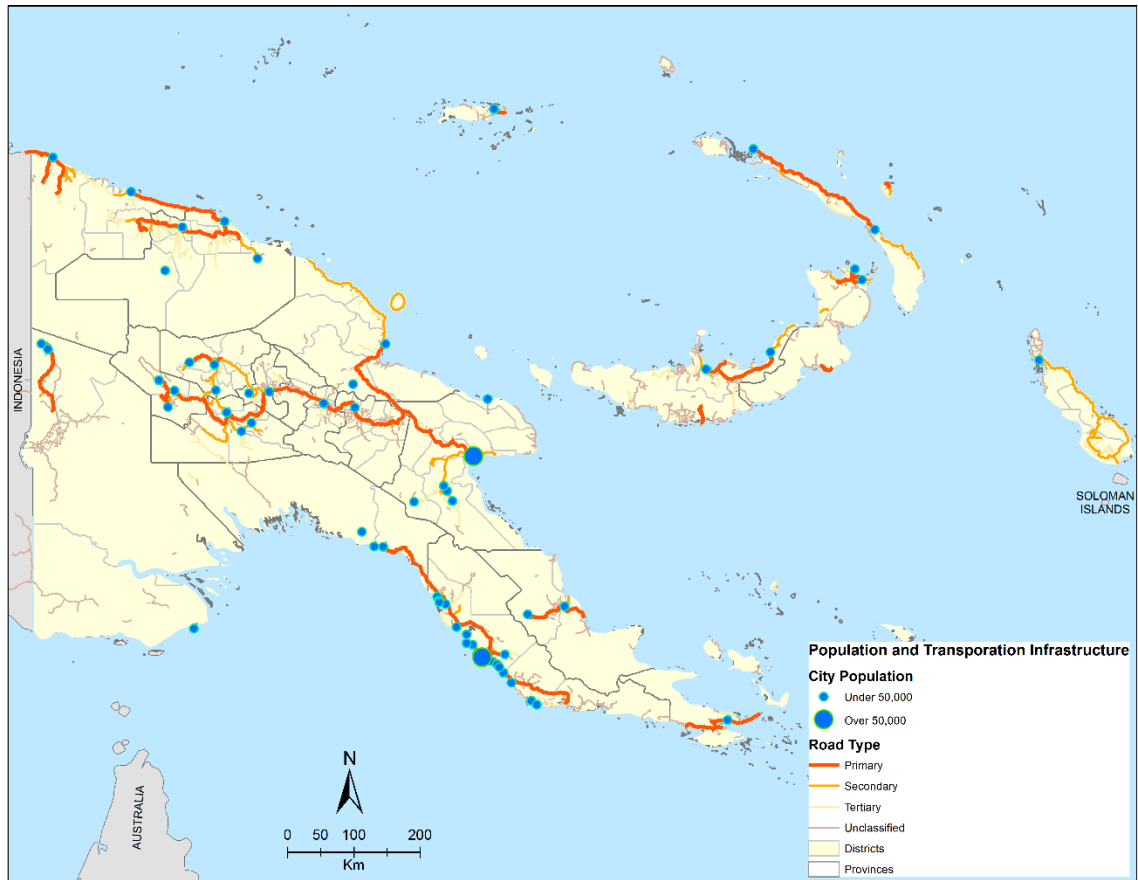 INDONESIA
SOLOMAN
ISLANDS
AUSTRALIA
N
0 50 100 200
Km
Population and Transporation Infrastructure
City Population
Under 50,000
Over 50,000
Road Type
Primary
Secondary
Tertiary
Unclassified
Districts
Provinces